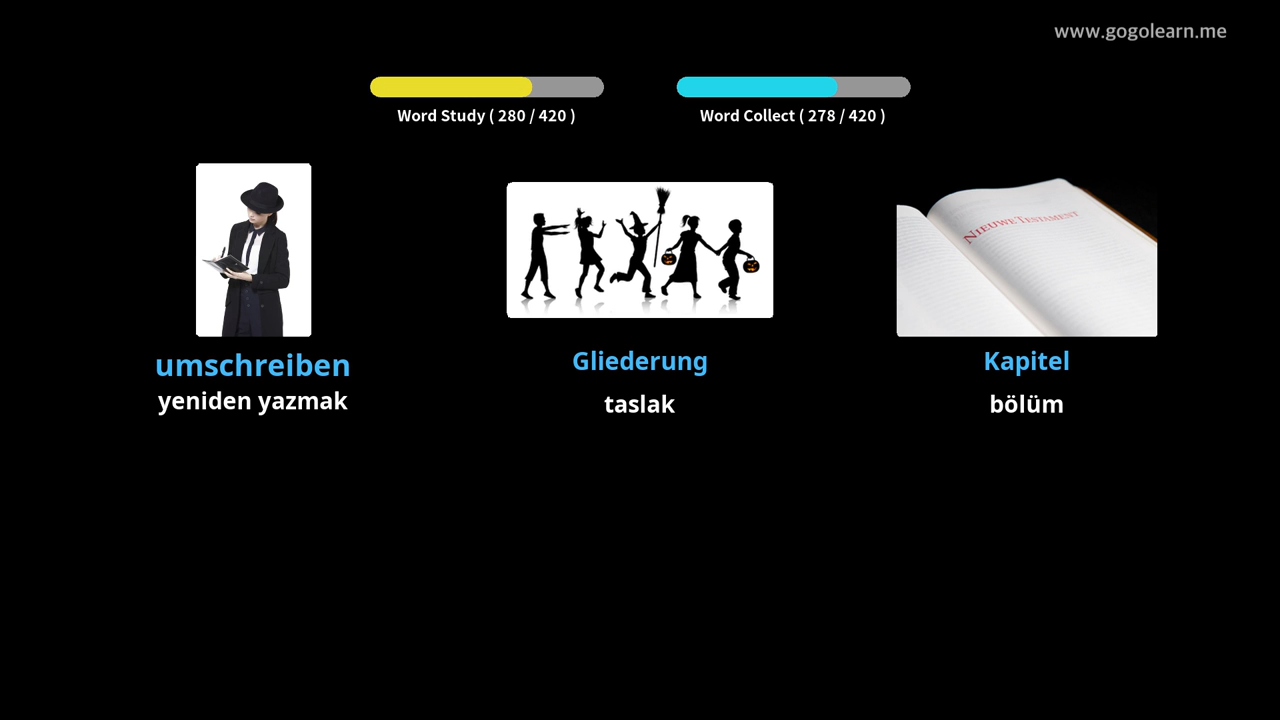 www.gogolearn.me
Word Study ( 280 / 420 )
Word Collect ( 278 / 420 )
NIEUWE TESTAMENT
umschreiben
yeniden yazmak
Gliederung
taslak
Kapitel
bölüm